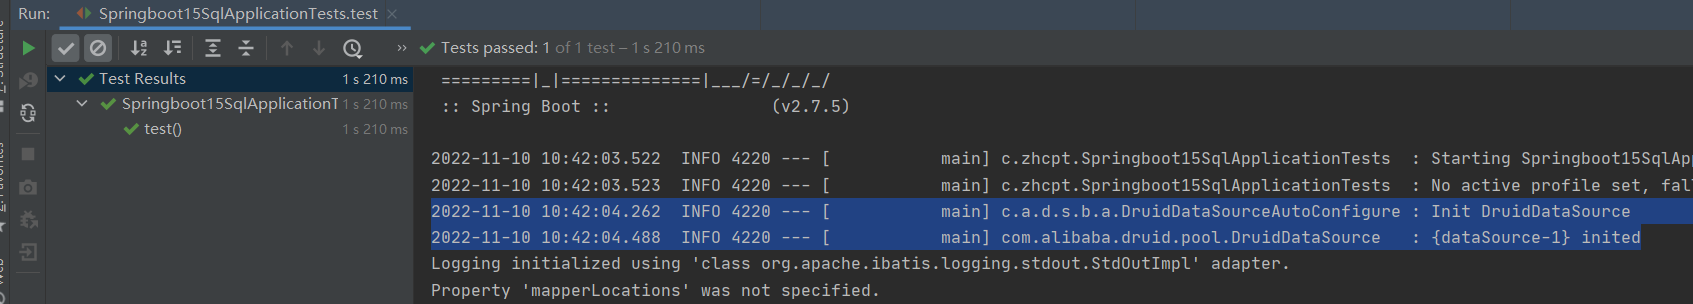 Run: Springboot15SqlApplicationTests.test
Tests passed: 1 of 1 test – 1 s 210 ms
Test Results 1 s 210 ms
Springboot15SqlApplicationT 1 s 210 ms
test() 1 s 210 ms
=========|_|==============|___/=/_/_/_/
:: Spring Boot :: (v2.7.5)
2022-11-10 10:42:03.522 INFO 4220 --- [ main] c.zhcpt.Springboot15SqlApplicationTests : Starting Springboot15SqlAp
2022-11-10 10:42:03.523 INFO 4220 --- [ main] c.zhcpt.Springboot15SqlApplicationTests : No active profile set, fal
2022-11-10 10:42:04.262 INFO 4220 --- [ main] c.a.d.s.b.a.DruidDataSourceAutoConfigure : Init DruidDataSource
2022-11-10 10:42:04.488 INFO 4220 --- [ main] com.alibaba.druid.pool.DruidDataSource : {dataSource-1} inited
Logging initialized using 'class org.apache.ibatis.logging.stdout.StdOutImpl' adapter.
Property 'mapperLocations' was not specified.